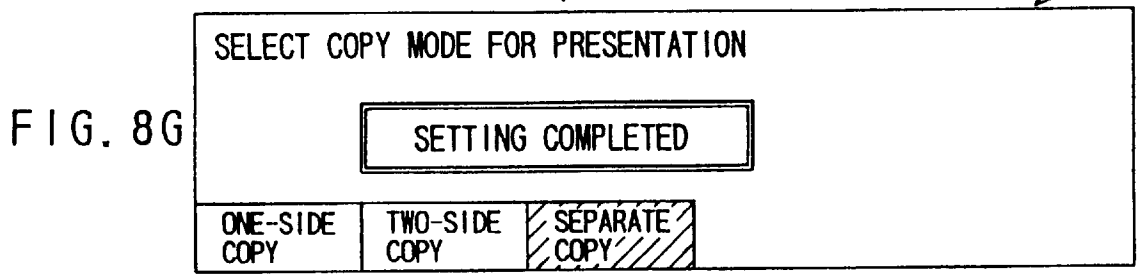 SELECT COPY MODE FOR PRESENTATION
FIG. 8G
SETTING COMPLETED
ONE-SIDE COPY
TWO-SIDE COPY
SEPARATE COPY